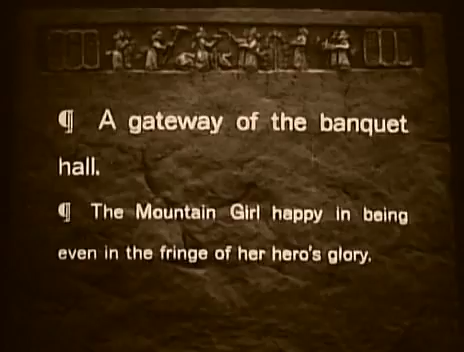 ¶ A gateway of the banquet
hall.
¶ The Mountain Girl happy in being
even in the fringe of her hero's glory.